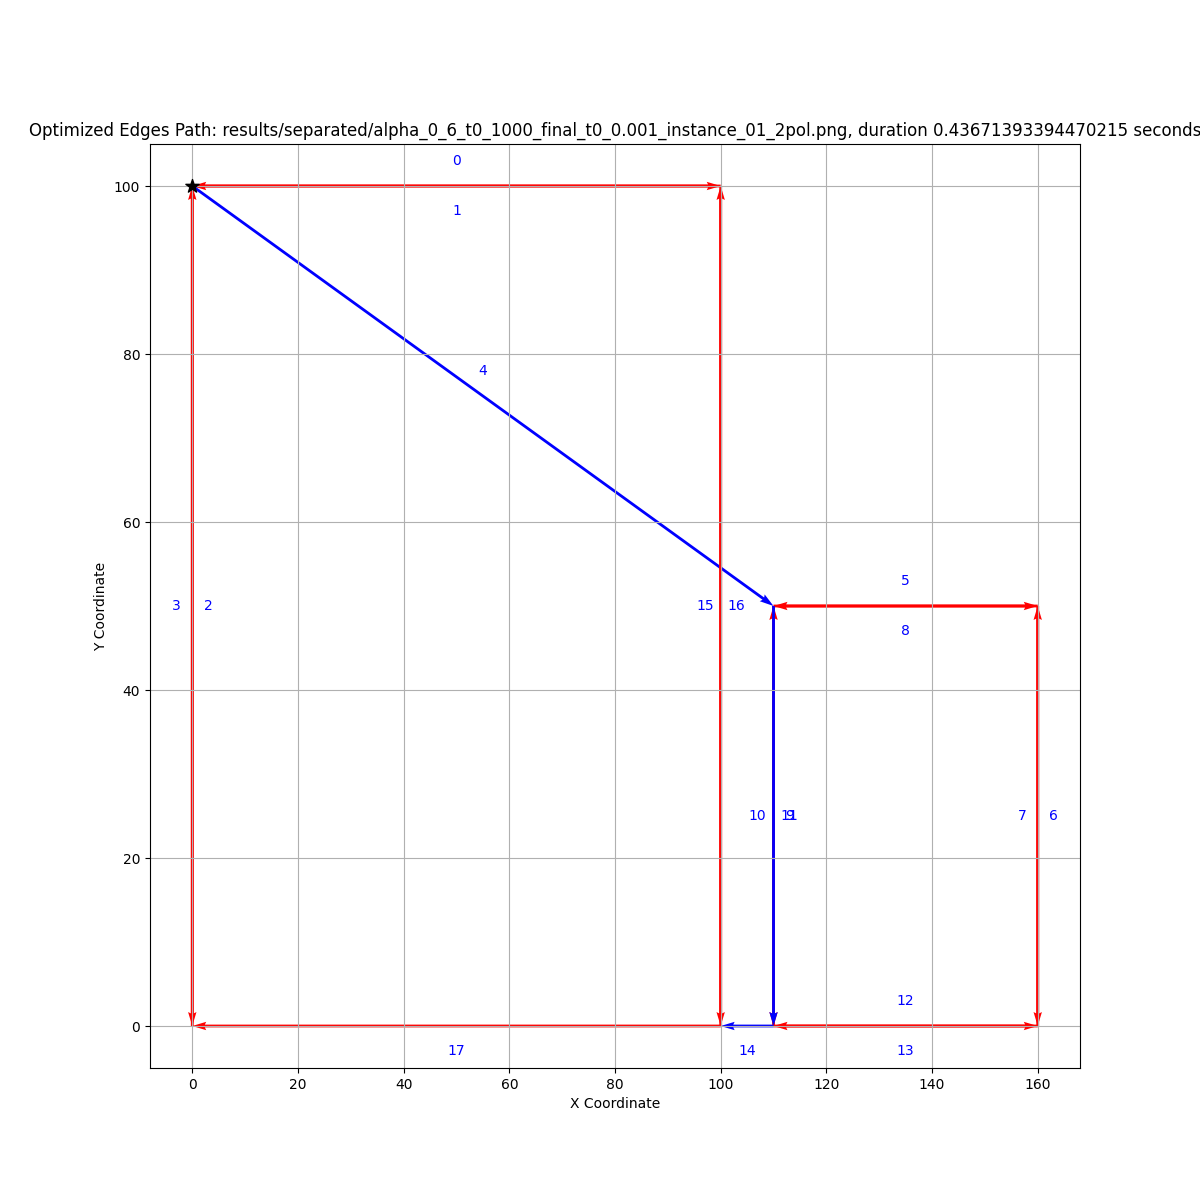 Optimized Edges Path: results/separated/alpha_0_6_t0_1000_final_t0_0.001_instance_01_2pol.png, duration 0.43671393394470215 seconds
0
100
1
80
4
60
5
3 2 15 16
8
Y Coordinate
40
10 11 9 7 6
20
12
0
17 14 13
0 20 40 60 80 100 120 140 160
X Coordinate